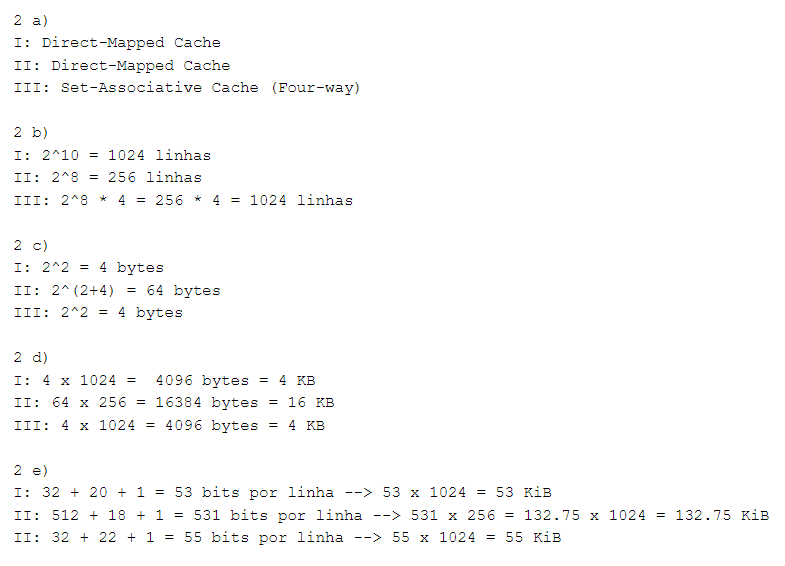 2 a)
I: Direct-Mapped Cache
II: Direct-Mapped Cache
III: Set-Associative Cache (Four-way)
2 b)
I: 2^10 = 1024 linhas
II: 2^8 = 256 linhas
III: 2^8 * 4 = 256 * 4 = 1024 linhas
2 c)
I: 2^2 = 4 bytes
II: 2^(2+4) = 64 bytes
III: 2^2 = 4 bytes
2 d)
I: 4 x 1024 =  4096 bytes = 4 KB
II: 64 x 256 = 16384 bytes = 16 KB
III: 4 x 1024 = 4096 bytes = 4 KB
2 e)
I: 32 + 20 + 1 = 53 bits por linha --> 53 x 1024 = 53 KiB
II: 512 + 18 + 1 = 531 bits por linha --> 531 x 256 = 132.75 x 1024 = 132.75 KiB
II: 32 + 22 + 1 = 55 bits por linha --> 55 x 1024 = 55 KiB